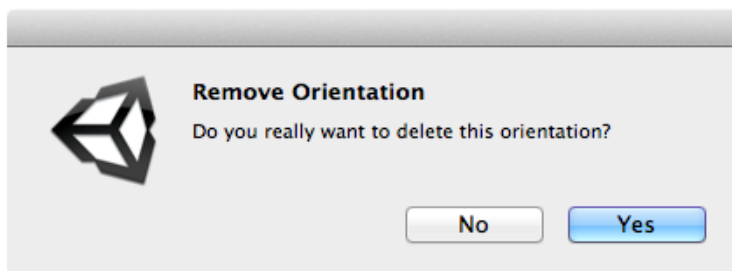 Remove Orientation
Do you really want to delete this orientation?
No Yes